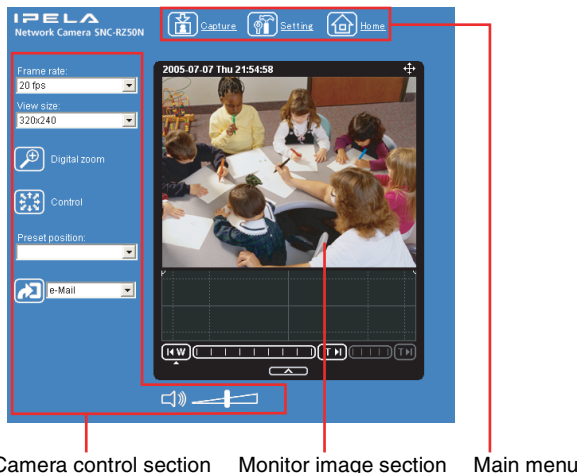 IPELA
Network Camera SNC-RZ50N
Capture
Setting
Home
Frame rate:
20 fps
View size:
320x240
Digital zoom
Control
Preset position:
e-Mail
2005-07-07 Thu 21:54:58
W
T
T
Camera control section
Monitor image section
Main menu